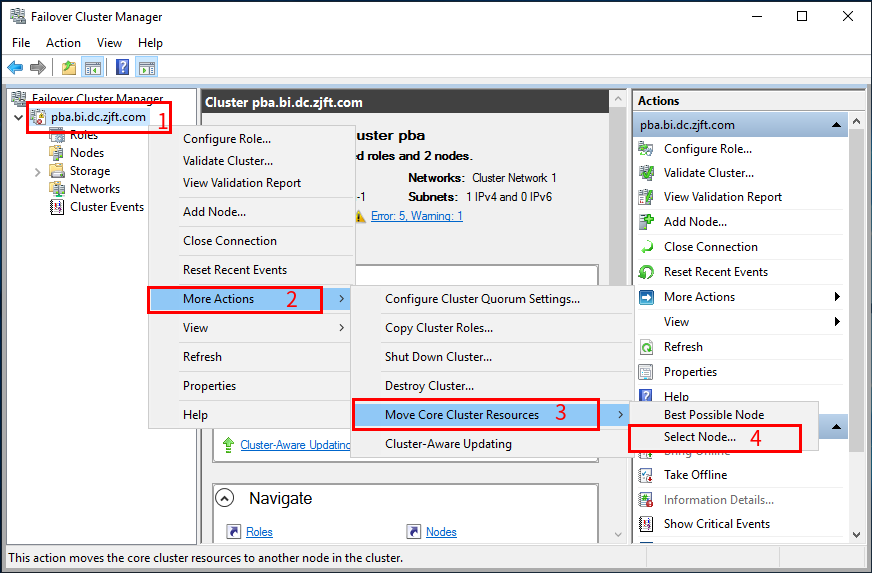 Failover Cluster Manager
File Action View Help
Failover Cluster Manager
pba.bi.dc.zjft.com 1
Roles
Nodes
Storage
Networks
Cluster Events
Cluster pba.bi.dc.zjft.com
uster pba
ed roles and 2 nodes.
Networks: Cluster Network 1
-1 Subnets: 1 IPv4 and 0 IPv6
Error: 5, Warning: 1
Configure Role...
Validate Cluster...
View Validation Report
Add Node...
Close Connection
Reset Recent Events
More Actions 2
View
Refresh
Properties
Help
Configure Cluster Quorum Settings...
Copy Cluster Roles...
Shut Down Cluster...
Destroy Cluster...
Move Core Cluster Resources 3
Cluster-Aware Updating
Best Possible Node
Select Node... 4
Cluster-Aware Updating
Navigate
Roles
Nodes
Actions
pba.bi.dc.zjft.com
Configure Role...
Validate Cluster...
View Validation Report
Add Node...
Close Connection
Reset Recent Events
More Actions
View
Refresh
Properties
Help
Bring Online
Take Offline
Information Details...
Show Critical Events
This action moves the core cluster resources to another node in the cluster.